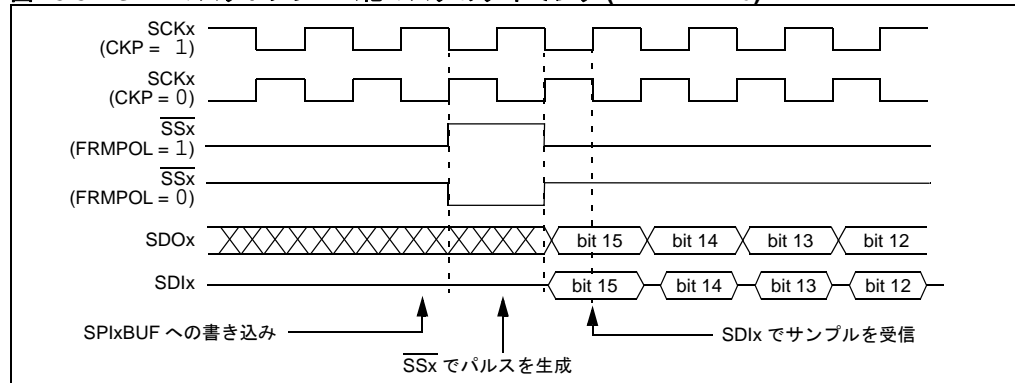 SCKx
(CKP = 1)
SCKx
(CKP = 0)
SSx
(FRMPOL = 1)
SSx
(FRMPOL = 0)
SDOx
bit 15 bit 14 bit 13 bit 12
SDIx
bit 15 bit 14 bit 13 bit 12
SPIxBUF への書き込み
SDIx でサンプルを受信
SSx でパルスを生成